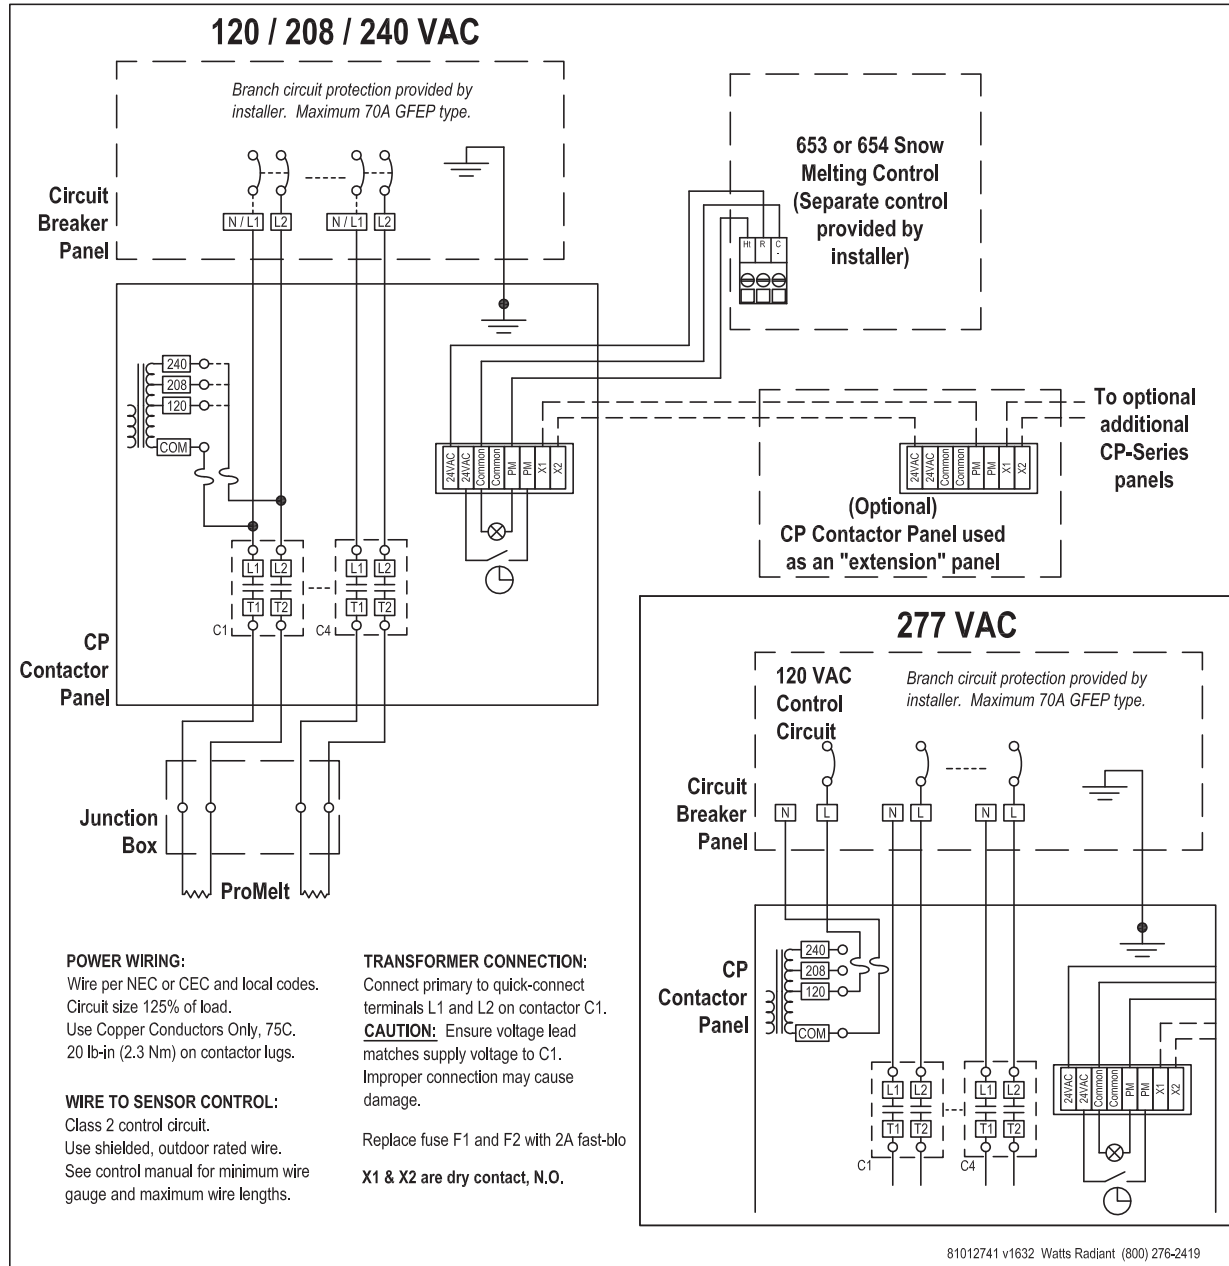 120 / 208 / 240 VAC
Branch circuit protection provided by
installer. Maximum 70A GFEP type.
Circuit
Breaker
Panel
N / L1
L2
N / L1
L2
653 or 654 Snow
Melting Control
(Separate control
provided by
installer)
Ht
R
C
-
240
208
120
COM
24VAC
24VAC
Common
Common
PM
PM
X1
X2
24VAC
24VAC
Common
Common
PM
PM
X1
X2
To optional
additional
CP-Series
panels
(Optional)
CP Contactor Panel used
as an "extension" panel
L1
L2
L1
L2
T1
T2
T1
T2
C1
C4
CP
Contactor
Panel
Junction
Box
ProMelt
277 VAC
120 VAC
Control
Circuit
Branch circuit protection provided by
installer. Maximum 70A GFEP type.
Circuit
Breaker
Panel
N
L
N
L
N
L
CP
Contactor
Panel
240
208
120
COM
24VAC
24VAC
Common
Common
PM
PM
X1
X2
L1
L2
L1
L2
T1
T2
T1
T2
C1
C4
POWER WIRING:
Wire per NEC or CEC and local codes.
Circuit size 125% of load.
Use Copper Conductors Only, 75C.
20 lb-in (2.3 Nm) on contactor lugs.
WIRE TO SENSOR CONTROL:
Class 2 control circuit.
Use shielded, outdoor rated wire.
See control manual for minimum wire
gauge and maximum wire lengths.
TRANSFORMER CONNECTION:
Connect primary to quick-connect
terminals L1 and L2 on contactor C1.
CAUTION: Ensure voltage lead
matches supply voltage to C1.
Improper connection may cause
damage.
Replace fuse F1 and F2 with 2A fast-blo
X1 & X2 are dry contact, N.O.
81012741 v1632 Watts Radiant (800) 276-2419